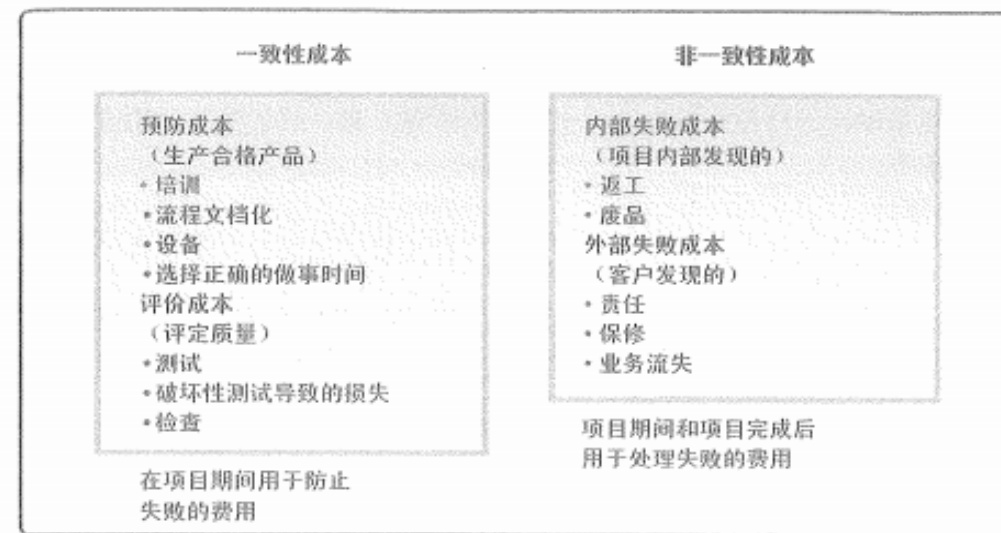 一致性成本
预防成本
（生产合格产品）
•培训
•流程文档化
•设备
•选择正确的做事时间
评价成本
（评定质量）
•测试
•破坏性测试导致的损失
•检查
在项目期间用于防止
失败的费用
非一致性成本
内部失败成本
（项目内部发现的）
•返工
•废品
外部失败成本
（客户发现的）
•责任
•保修
•业务流失
项目期间和项目完成后
用于处理失败的费用